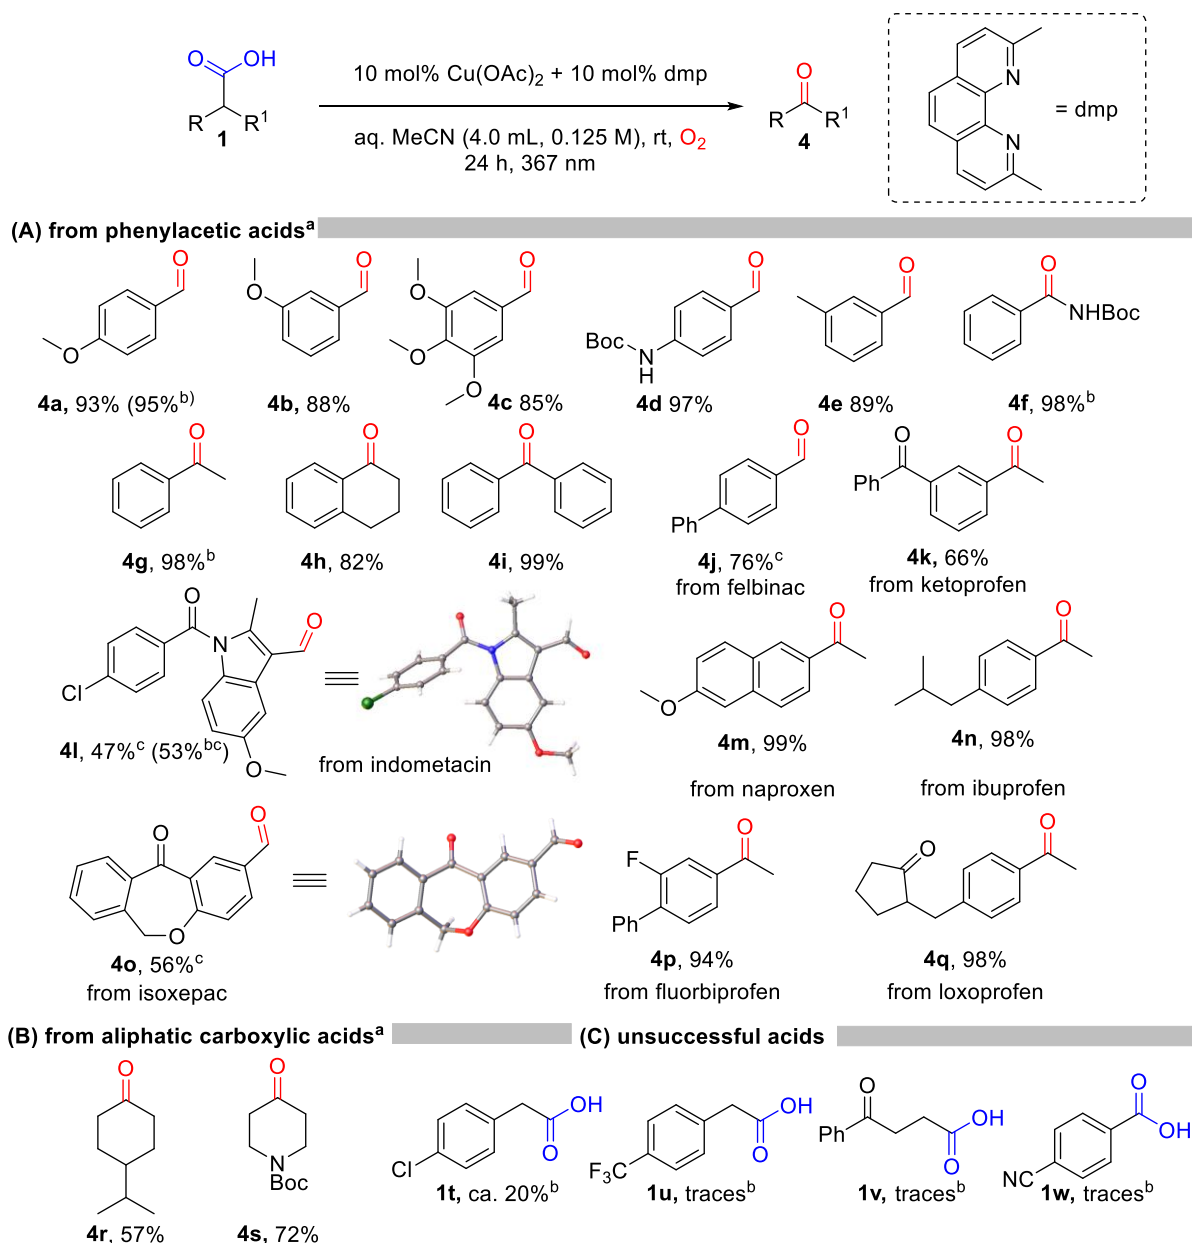 O OH
R R¹
1
10 mol% Cu(OAc)₂ + 10 mol% dmp
aq. MeCN (4.0 mL, 0.125 M), rt, O₂
24 h, 367 nm
O
R R¹
4
N
N
= dmp
(A) from phenylacetic acidsᵃ
O O O O O O
O O O O O
Boc N H
NHBoc
4a, 93% (95%ᵇ⁾
4b, 88%
4c 85%
4d 97%
4e 89%
4f, 98%ᵇ
O O O O O O
Ph Ph
4g, 98%ᵇ
4h, 82%
4i, 99%
4j, 76%ᶜ
from felbinac
4k, 66%
from ketoprofen
O N O
Cl
O
4l, 47%ᶜ (53%ᵇᶜ)
from indometacin
O
O
4m, 99%
from naproxen
O
4n, 98%
from ibuprofen
O O
O
4o, 56%ᶜ
from isoxepac
O
F
Ph
4p, 94%
from fluorbiprofen
O O
4q, 98%
from loxoprofen
(B) from aliphatic carboxylic acidsᵃ
(C) unsuccessful acids
O
4r, 57%
O
N
Boc
4s, 72%
OH
O
Cl
1t, ca. 20%ᵇ
OH
O
F₃C
1u, tracesᵇ
O
OH
Ph
O
1v, tracesᵇ
O
OH
NC
1w, tracesᵇ